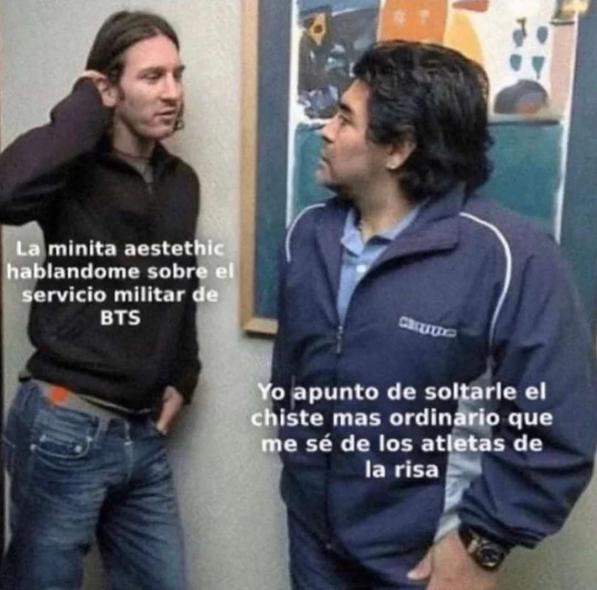 La minita aestethic
hablandome sobre el
servicio militar de
BTS
Kappa
Yo apunto de soltarle el
chiste mas ordinario que
me sé de los atletas de
la risa